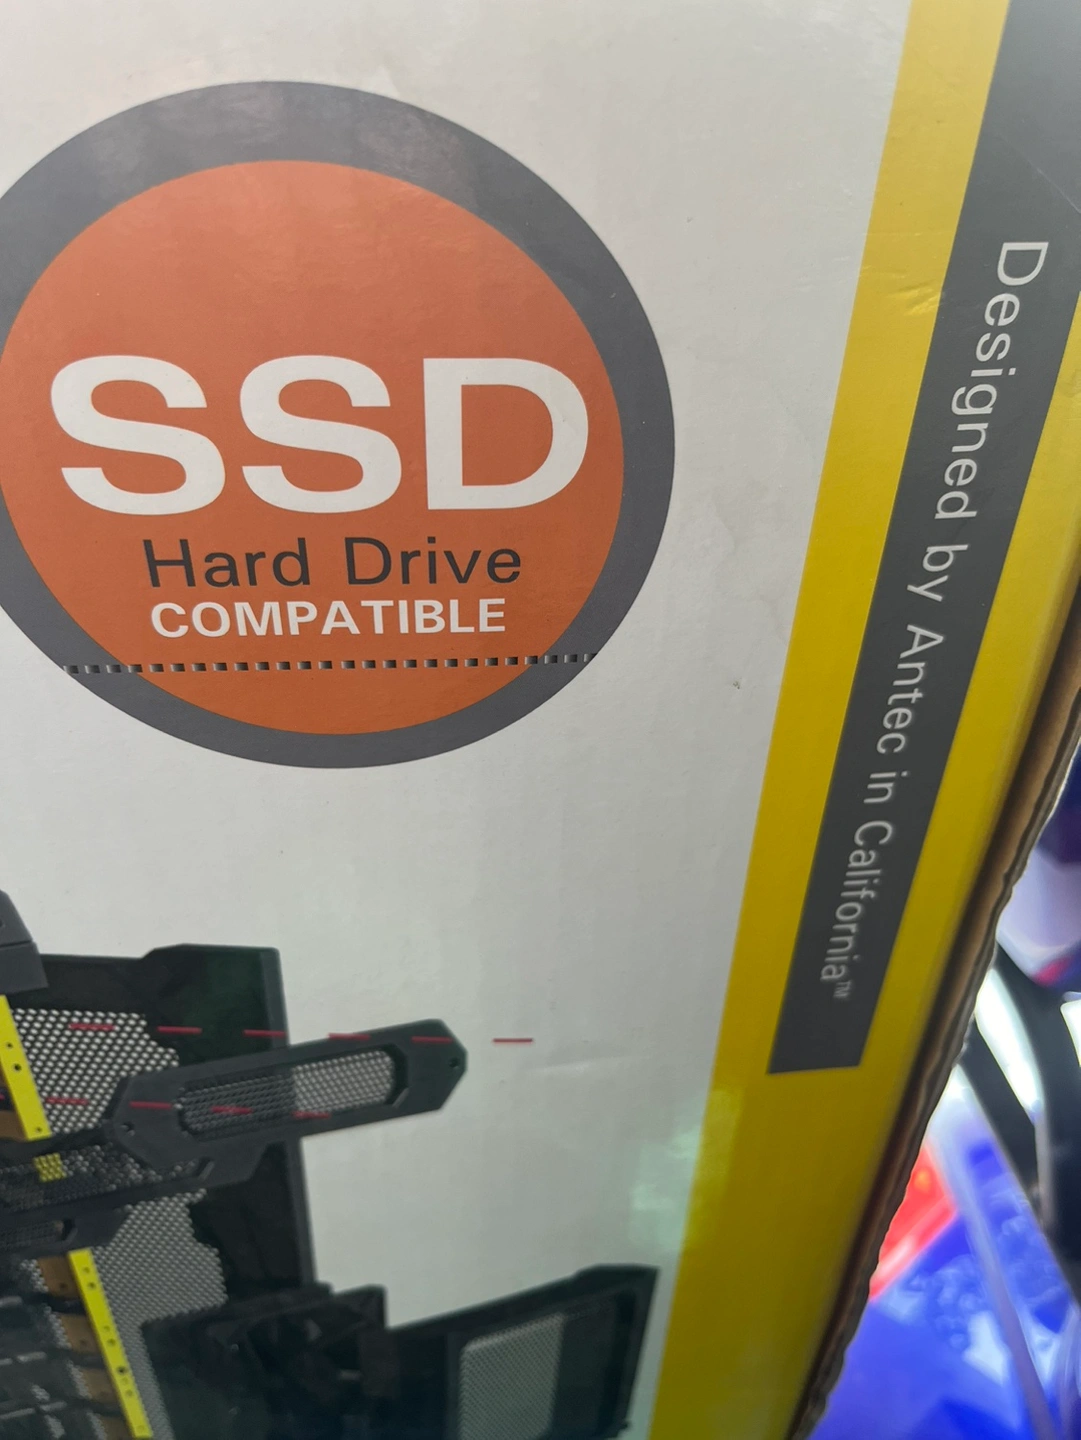 SSD
Hard Drive
COMPATIBLE
Designed by Antec in California™